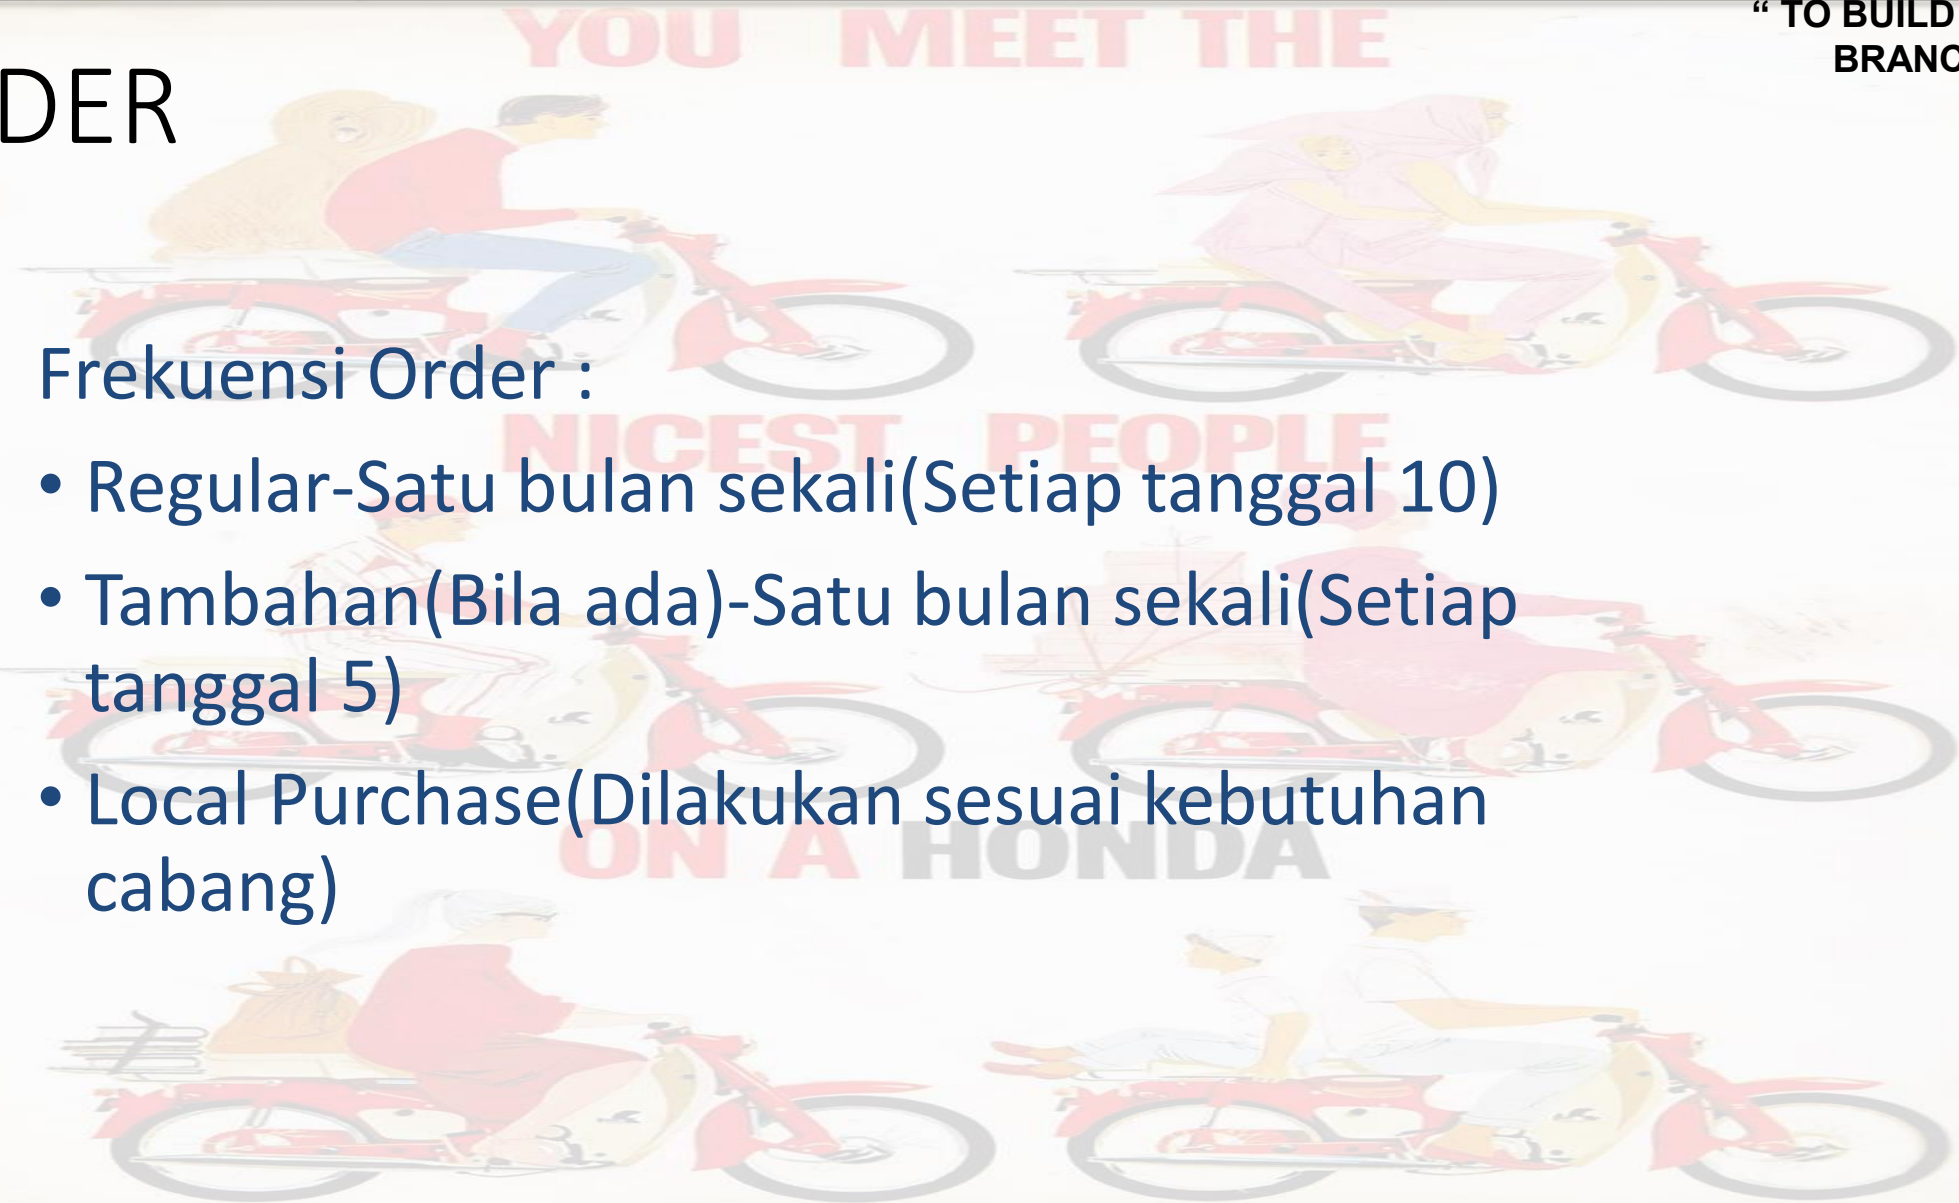 YOU MEET THE
“ TO BUILD
DER
Frekuensi Order :
NICEST PEOPLE
• Regular-Satu bulan sekali(Setiap tanggal 10)
• Tambahan(Bila ada)-Satu bulan sekali(Setiap
tanggal 5)
• Local Purchase(Dilakukan sesuai kebutuhan
cabang)
ON A HONDA